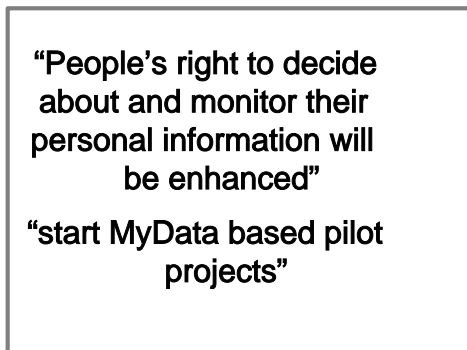 “People’s right to decide
about and monitor their
personal information will
be enhanced”
“start MyData based pilot
projects”